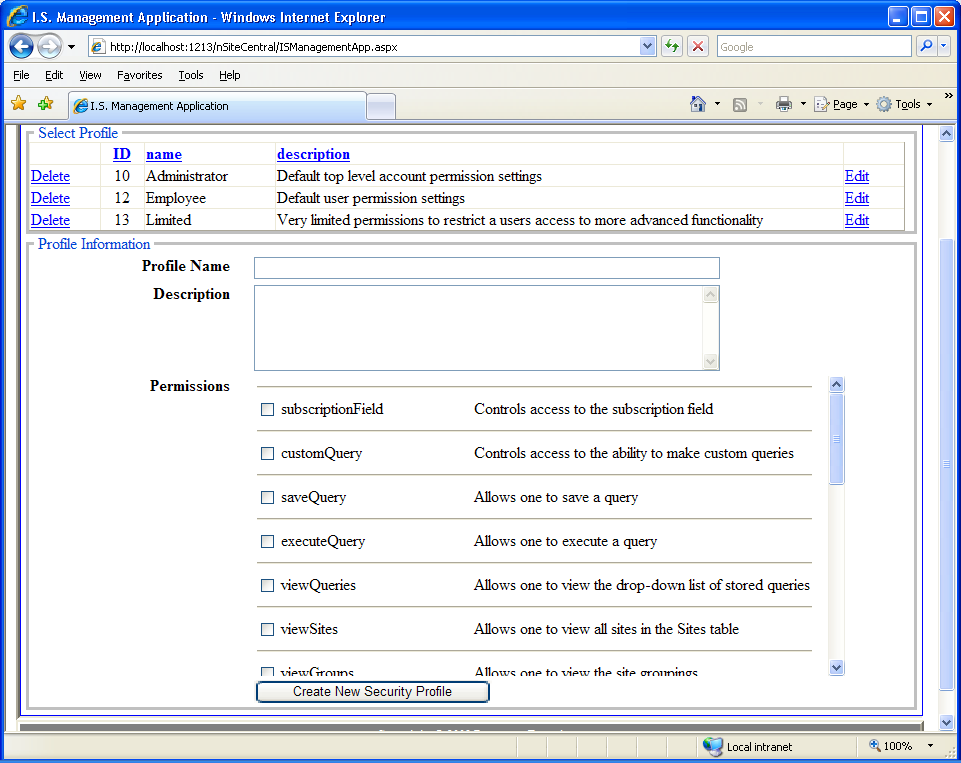 I.S. Management Application - Windows Internet Explorer
http://localhost:1213/nSiteCentral/ISManagementApp.aspx
Google
File Edit View Favorites Tools Help
I.S. Management Application
Page Tools »
Select Profile
ID name description
Delete 10 Administrator Default top level account permission settings Edit
Delete 12 Employee Default user permission settings Edit
Delete 13 Limited Very limited permissions to restrict a users access to more advanced functionality Edit
Profile Information
Profile Name
Description
Permissions
subscriptionField Controls access to the subscription field
customQuery Controls access to the ability to make custom queries
saveQuery Allows one to save a query
executeQuery Allows one to execute a query
viewQueries Allows one to view the drop-down list of stored queries
viewSites Allows one to view all sites in the Sites table
viewGroups Allows one to view the site groupings
Create New Security Profile
Local intranet 100%